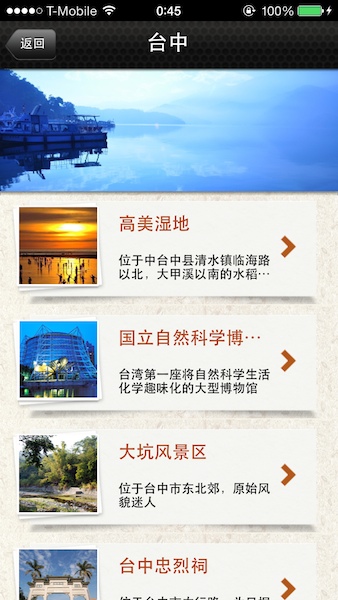 T-Mobile 0:45 100%
返回
台中
高美湿地
位于中台中县清水镇临海路
以北，大甲溪以南的水稻…
国立自然科学博…
台湾第一座将自然科学生活
化学趣味化的大型博物馆
大坑风景区
位于台中市东北郊，原始风
貌迷人
台中忠烈祠